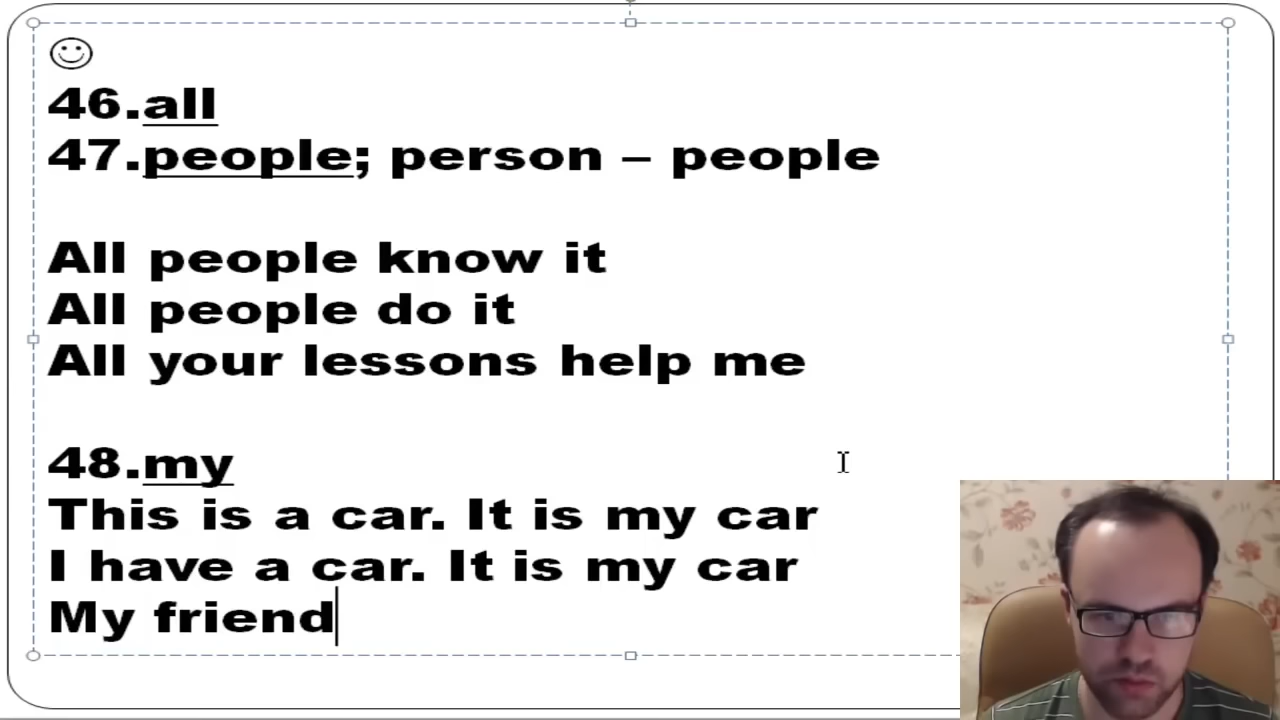 46.all
47.people; person – people
All people know it
All people do it
All your lessons help me
48.my
This is a car. It is my car
I have a car. It is my car
My friend